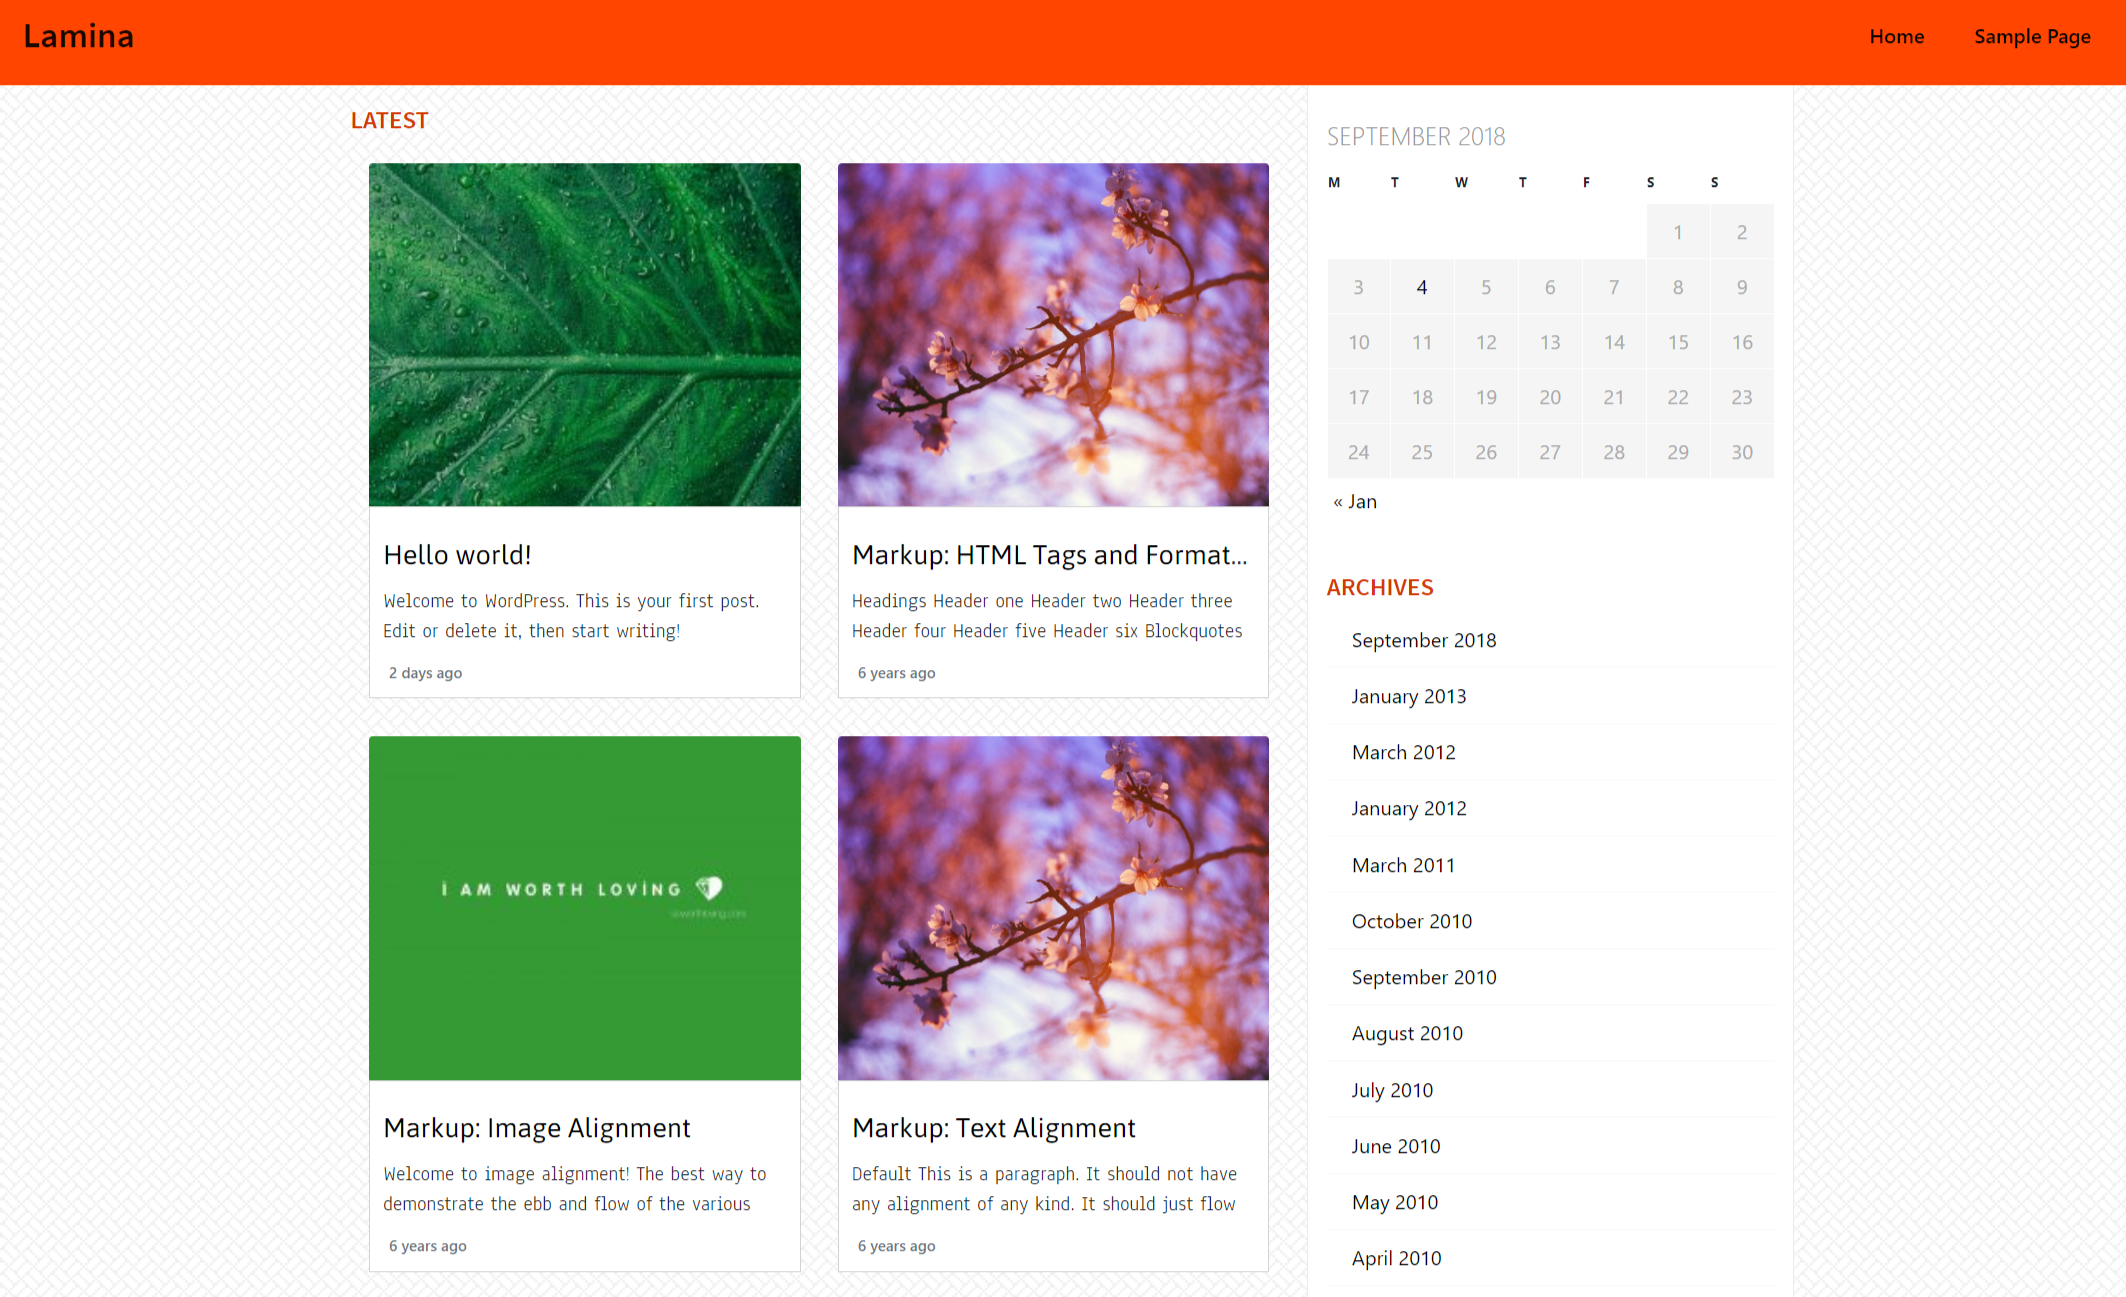 Lamina
Home
Sample Page
LATEST
Hello world!
Welcome to WordPress. This is your first post.
Edit or delete it, then start writing!
2 days ago
Markup: HTML Tags and Format...
Headings Header one Header two Header three
Header four Header five Header six Blockquotes
6 years ago
I AM WORTH LOVING
Markup: Image Alignment
Welcome to image alignment! The best way to
demonstrate the ebb and flow of the various
6 years ago
Markup: Text Alignment
Default This is a paragraph. It should not have
any alignment of any kind. It should just flow
6 years ago
SEPTEMBER 2018
M T W T F S S
1 2
3 4 5 6 7 8 9
10 11 12 13 14 15 16
17 18 19 20 21 22 23
24 25 26 27 28 29 30
« Jan
ARCHIVES
September 2018
January 2013
March 2012
January 2012
March 2011
October 2010
September 2010
August 2010
July 2010
June 2010
May 2010
April 2010